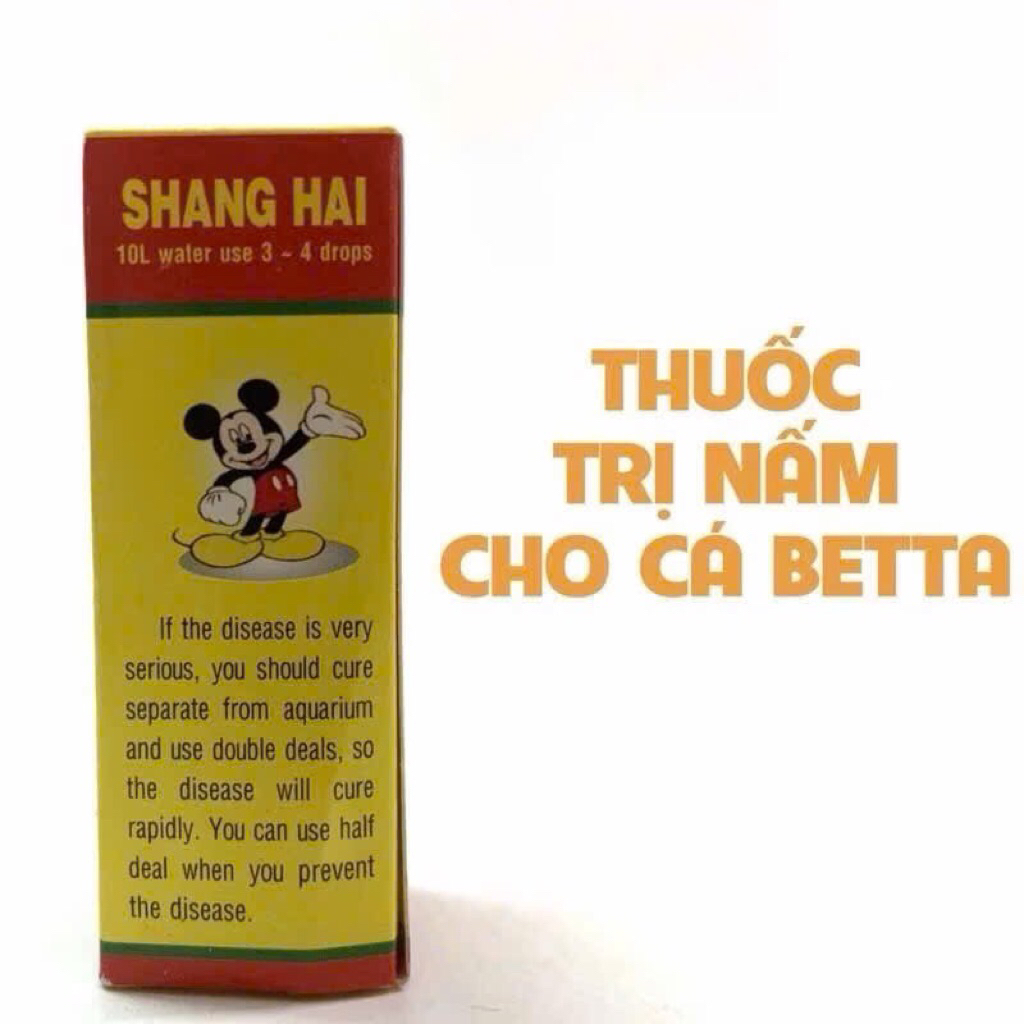 SHANG HAI
10L water use 3 ~ 4 drops
If the disease is very
serious, you should cure
separate from aquarium
and use double deals, so
the disease will cure
rapidly. You can use half
deal when you prevent
the disease.
THUỐC
TRỊ NẤM
CHO CÁ BETTA